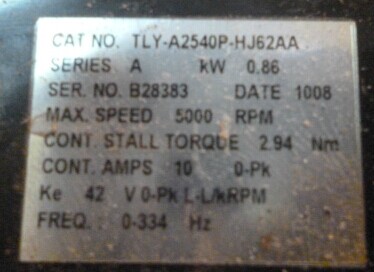 CAT NO. TLY-A2540P-HJ62AA
SERIES A kW 0.86
SER. NO. B28383 DATE 1008
MAX. SPEED 5000 RPM
CONT. STALL TORQUE 2.94 Nm
CONT. AMPS 10 0-Pk
Ke 42 V 0-Pk L-L/kRPM
FREQ. : 0-334 Hz